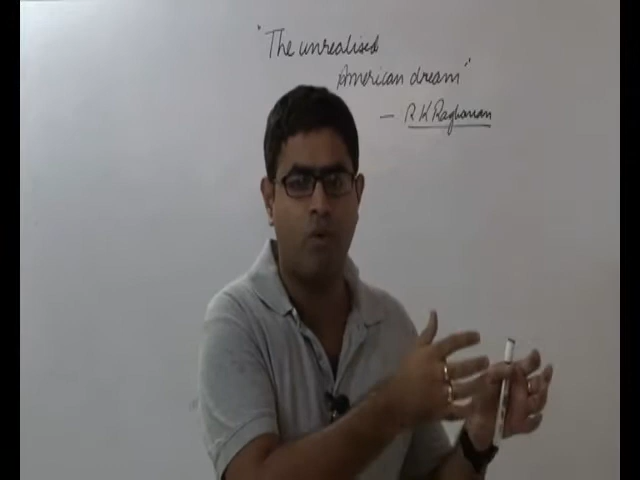 "The unrealised
American dream"
— R K Raghavan